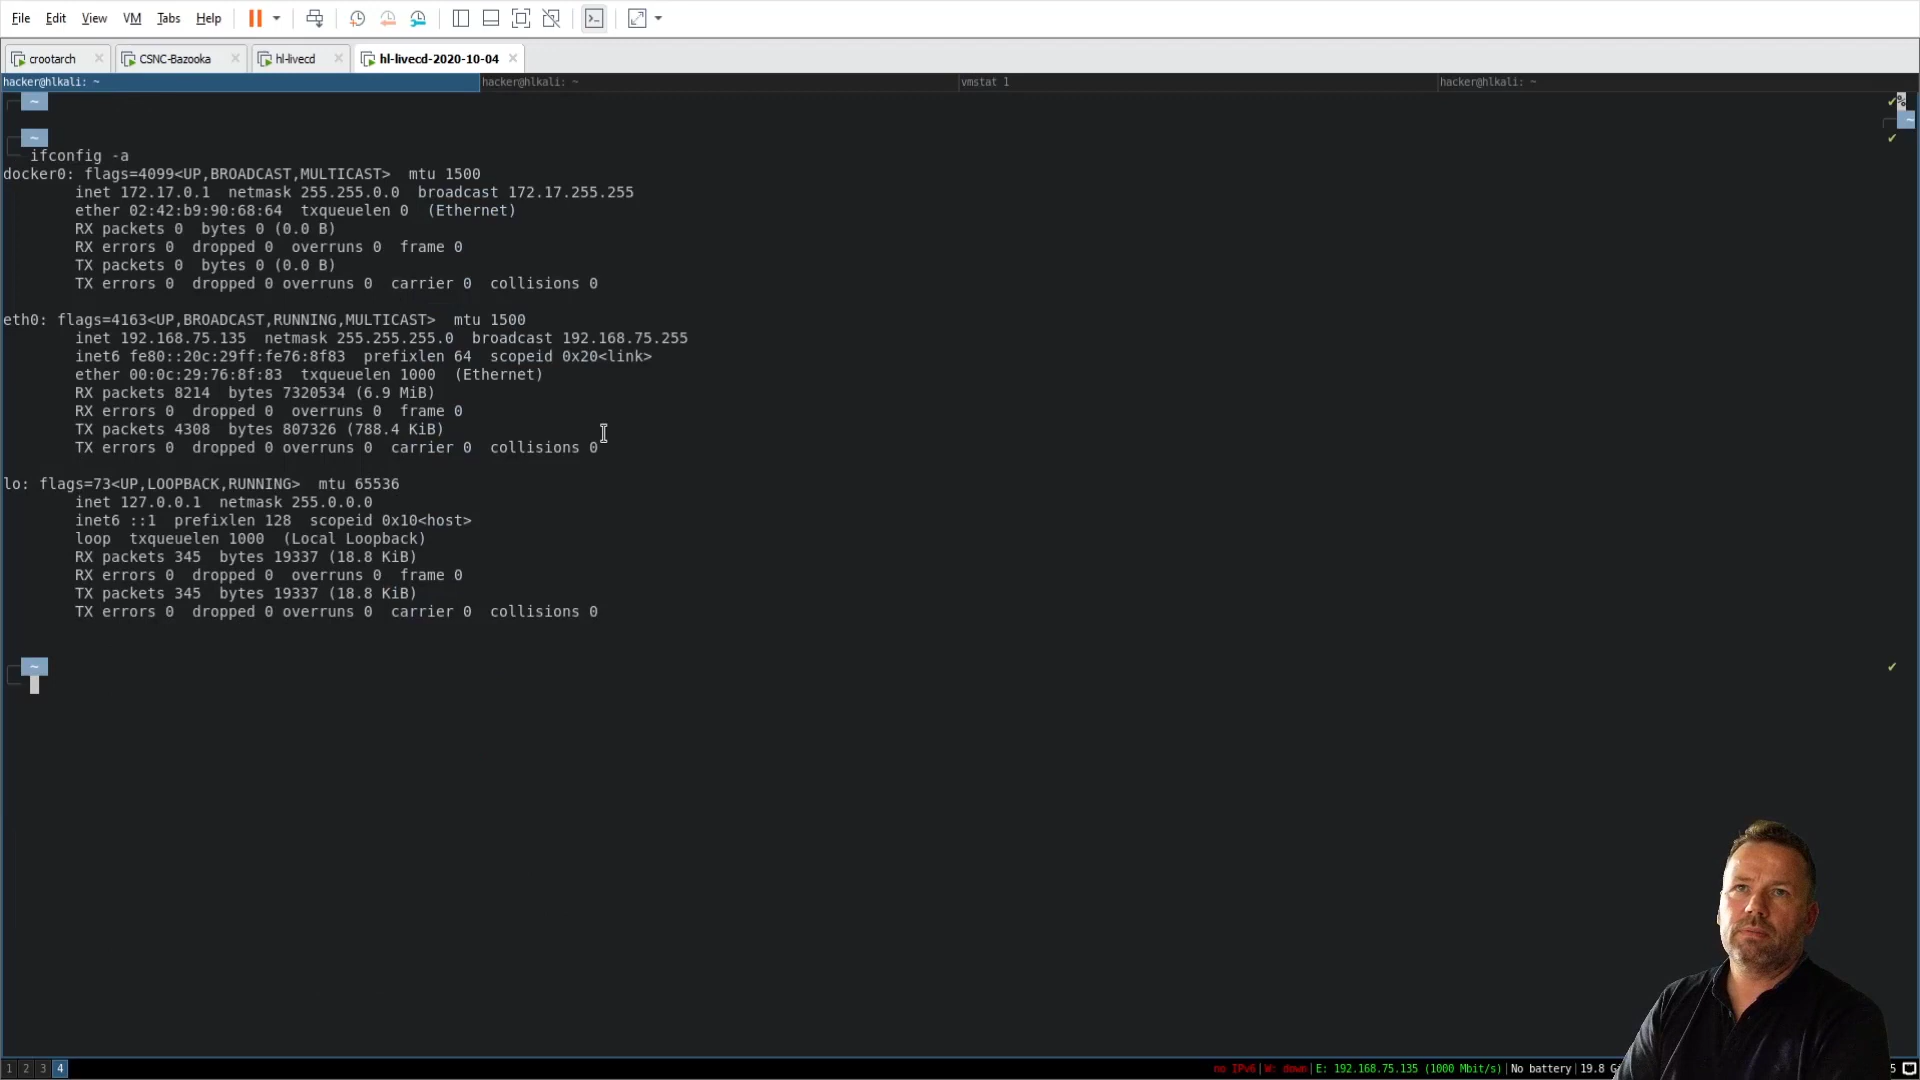 File Edit View VM Tabs Help
crootarch CSNC-Bazooka hl-livecd hl-livecd-2020-10-04
hacker@hlkali: ~ hacker@hlkali: ~ vmstat 1 hacker@hlkali: ~
~
~
ifconfig -a
docker0: flags=4099<UP,BROADCAST,MULTICAST>  mtu 1500
inet 172.17.0.1  netmask 255.255.0.0  broadcast 172.17.255.255
ether 02:42:b9:90:68:64  txqueuelen 0  (Ethernet)
RX packets 0  bytes 0 (0.0 B)
RX errors 0  dropped 0  overruns 0  frame 0
TX packets 0  bytes 0 (0.0 B)
TX errors 0  dropped 0 overruns 0  carrier 0  collisions 0
eth0: flags=4163<UP,BROADCAST,RUNNING,MULTICAST>  mtu 1500
inet 192.168.75.135  netmask 255.255.255.0  broadcast 192.168.75.255
inet6 fe80::20c:29ff:fe76:8f83  prefixlen 64  scopeid 0x20<link>
ether 00:0c:29:76:8f:83  txqueuelen 1000  (Ethernet)
RX packets 8214  bytes 7320534 (6.9 MiB)
RX errors 0  dropped 0  overruns 0  frame 0
TX packets 4308  bytes 807326 (788.4 KiB)
TX errors 0  dropped 0 overruns 0  carrier 0  collisions 0
lo: flags=73<UP,LOOPBACK,RUNNING>  mtu 65536
inet 127.0.0.1  netmask 255.0.0.0
inet6 ::1  prefixlen 128  scopeid 0x10<host>
loop  txqueuelen 1000  (Local Loopback)
RX packets 345  bytes 19337 (18.8 KiB)
RX errors 0  dropped 0  overruns 0  frame 0
TX packets 345  bytes 19337 (18.8 KiB)
TX errors 0  dropped 0 overruns 0  carrier 0  collisions 0
~
1 2 3 4 no IPv6|W: down|E: 192.168.75.135 (1000 Mbit/s)|No battery|19.8 G 5